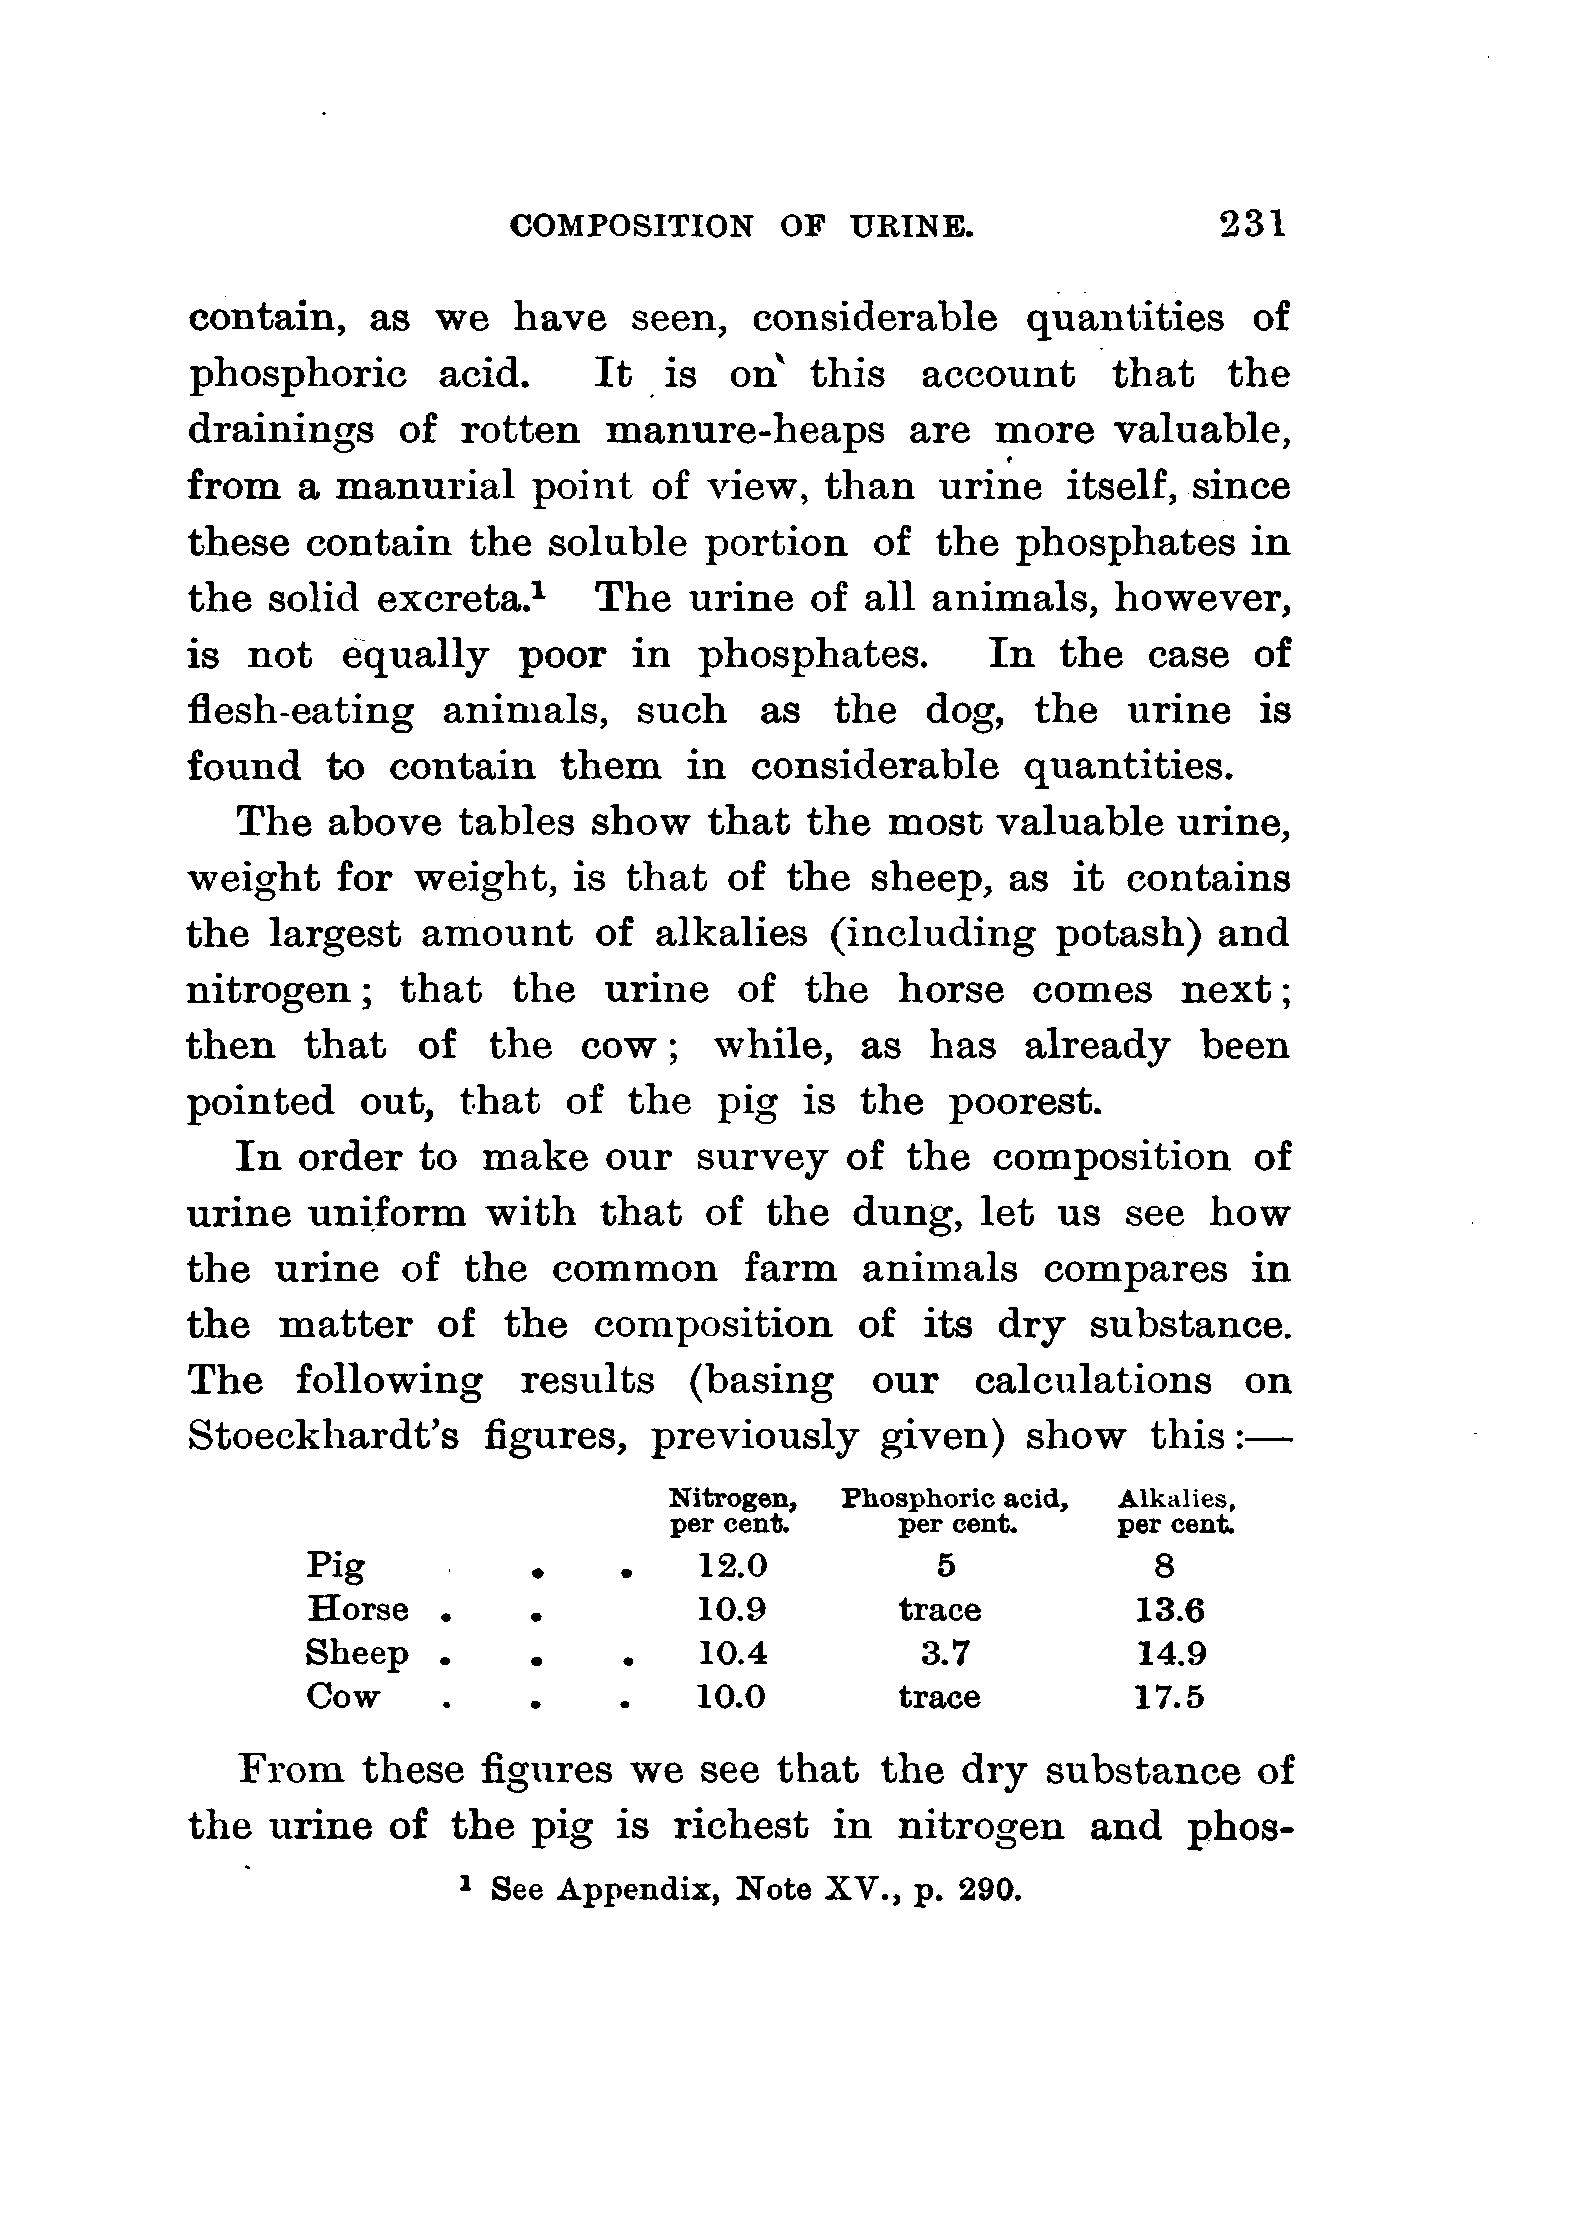 COMPOSITION OF URINE. 231
contain, as we have seen, considerable quantities of
phosphoric acid. It is on this account that the
drainings of rotten manure-heaps are more valuable,
from a manurial point of view, than urine itself, since
these contain the soluble portion of the phosphates in
the solid excreta.¹ The urine of all animals, however,
is not equally poor in phosphates. In the case of
flesh-eating animals, such as the dog, the urine is
found to contain them in considerable quantities.
The above tables show that the most valuable urine,
weight for weight, is that of the sheep, as it contains
the largest amount of alkalies (including potash) and
nitrogen; that the urine of the horse comes next;
then that of the cow; while, as has already been
pointed out, that of the pig is the poorest.
In order to make our survey of the composition of
urine uniform with that of the dung, let us see how
the urine of the common farm animals compares in
the matter of the composition of its dry substance.
The following results (basing our calculations on
Stoeckhardt's figures, previously given) show this:—
Nitrogen, Phosphoric acid, Alkalies,
per cent. per cent. per cent.
Pig . . 12.0 5 8
Horse . . 10.9 trace 13.6
Sheep . . . 10.4 3.7 14.9
Cow . . . 10.0 trace 17.5
From these figures we see that the dry substance of
the urine of the pig is richest in nitrogen and phos-
¹ See Appendix, Note XV., p. 290.